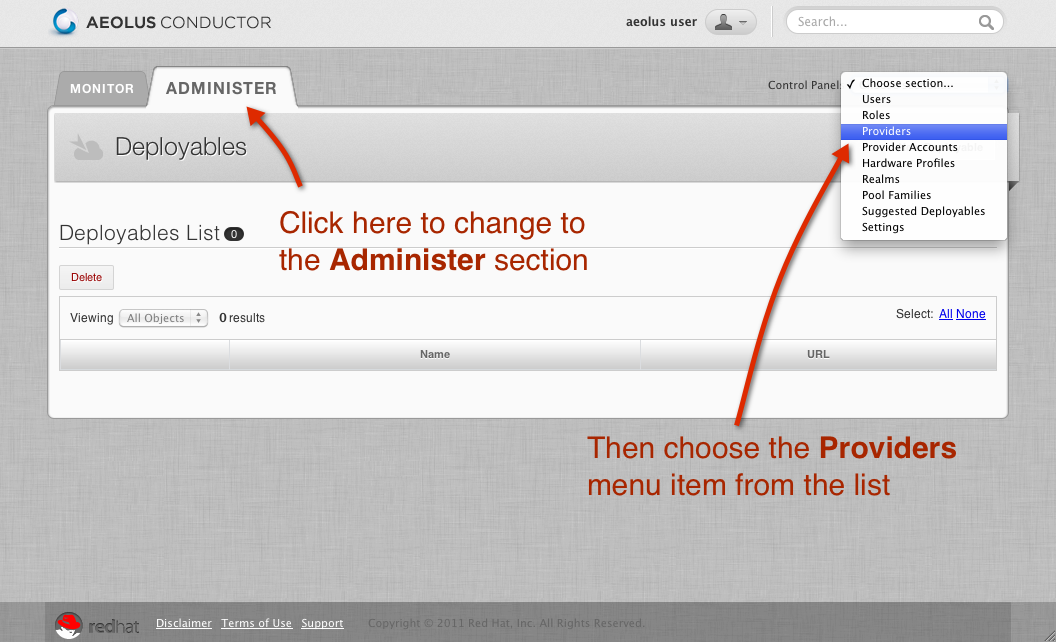 AEOLUS CONDUCTOR
aeolus user
Search...
MONITOR
ADMINISTER
Control Panel:
Choose section...
Users
Roles
Providers
Provider Accounts
Hardware Profiles
Realms
Pool Families
Suggested Deployables
Settings
Deployables
Click here to change to
the Administer section
Deployables List 0
Delete
Viewing All Objects 0 results
Select: All None
Name URL
Then choose the Providers
menu item from the list
redhat Disclaimer Terms of Use Support Copyright © 2011 Red Hat, Inc. All Rights Reserved.